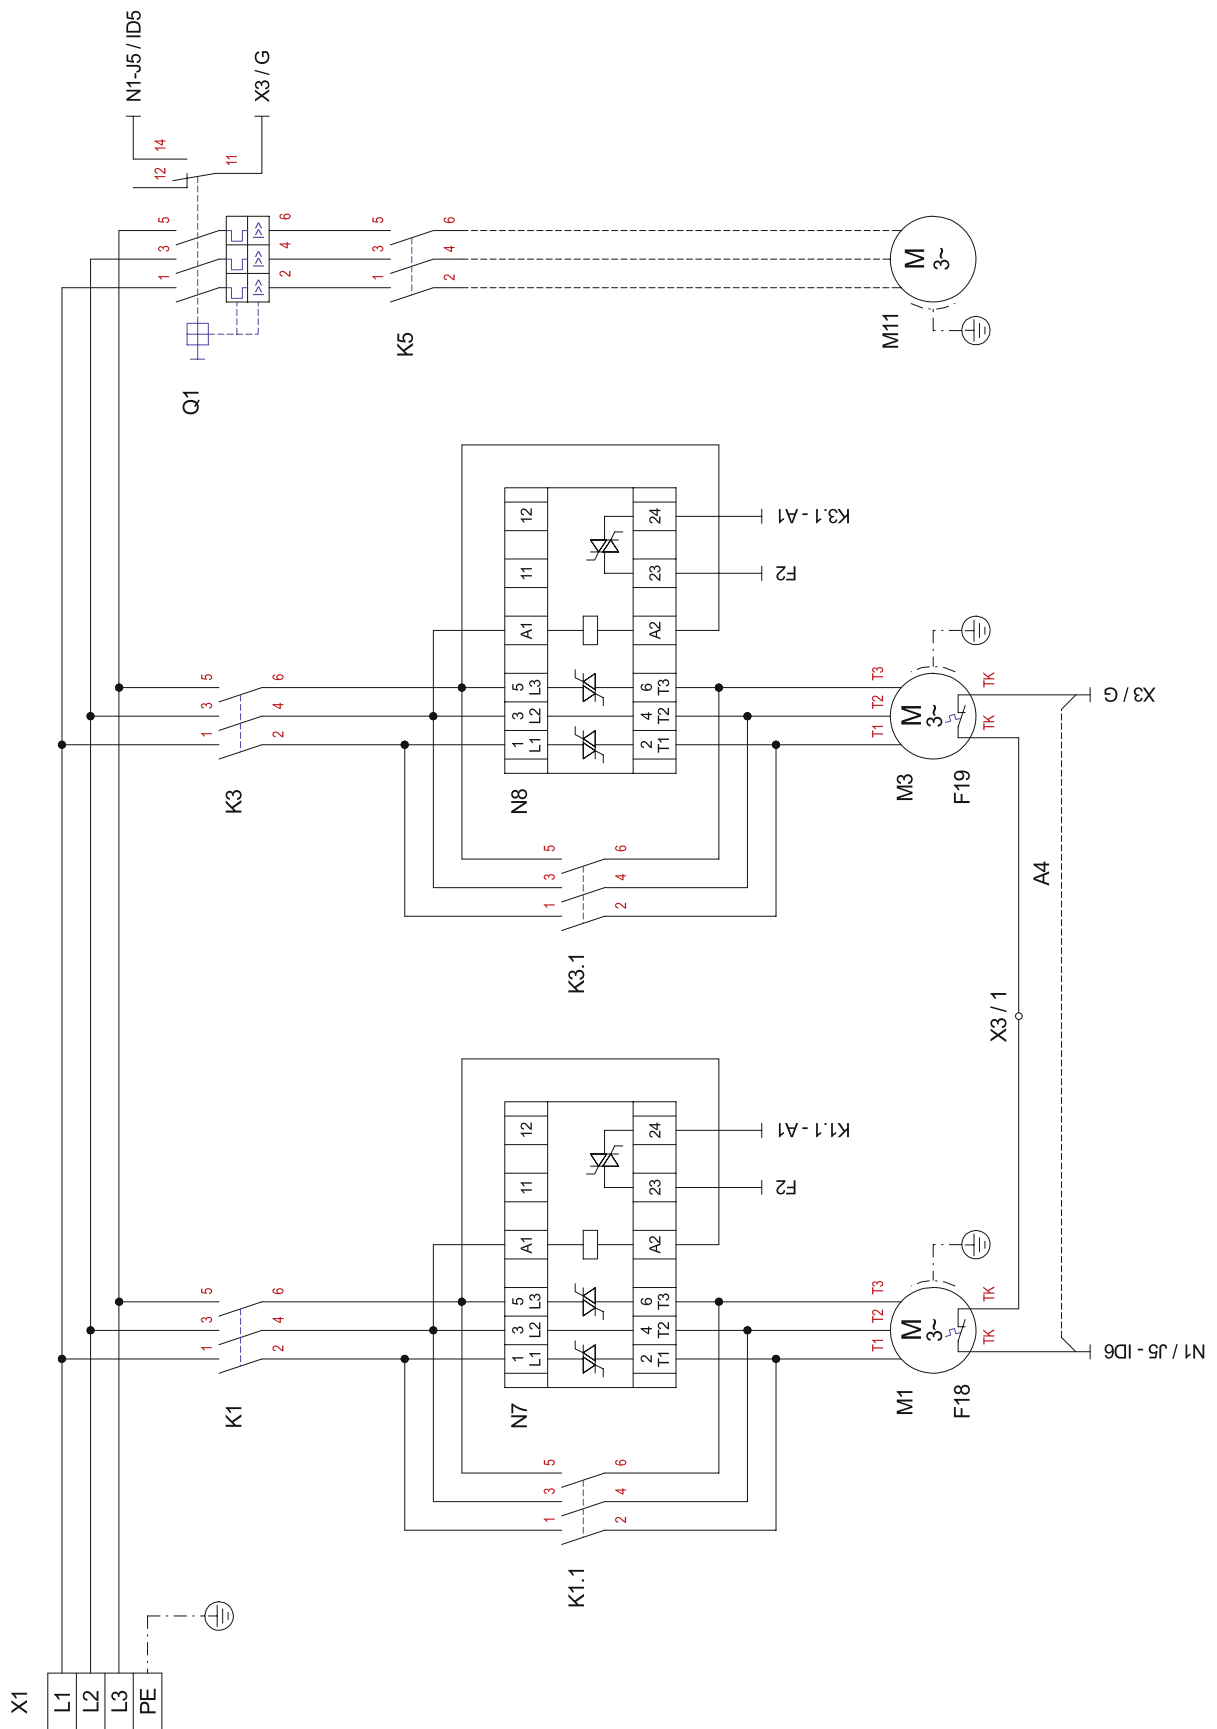 X1
L1
L2
L3
PE
K1
1
3
5
2
4
6
K1.1
1
3
5
2
4
6
N7
1
L1
3
L2
5
L3
A1
11
12
2
T1
4
T2
6
T3
A2
23
24
F2
K1.1 - A1
M1
T1
T2
T3
M
3~
F18
TK
TK
N1 / J5 - ID6
X3 / 1
A4
K3
1
3
5
2
4
6
K3.1
1
3
5
2
4
6
N8
1
L1
3
L2
5
L3
A1
11
12
2
T1
4
T2
6
T3
A2
23
24
F2
K3.1 - A1
M3
T1
T2
T3
M
3~
F19
TK
TK
X3 / G
Q1
1
3
5
12
14
11
2
4
6
N1-J5 / ID5
X3 / G
K5
1
3
5
2
4
6
M11
M
3~